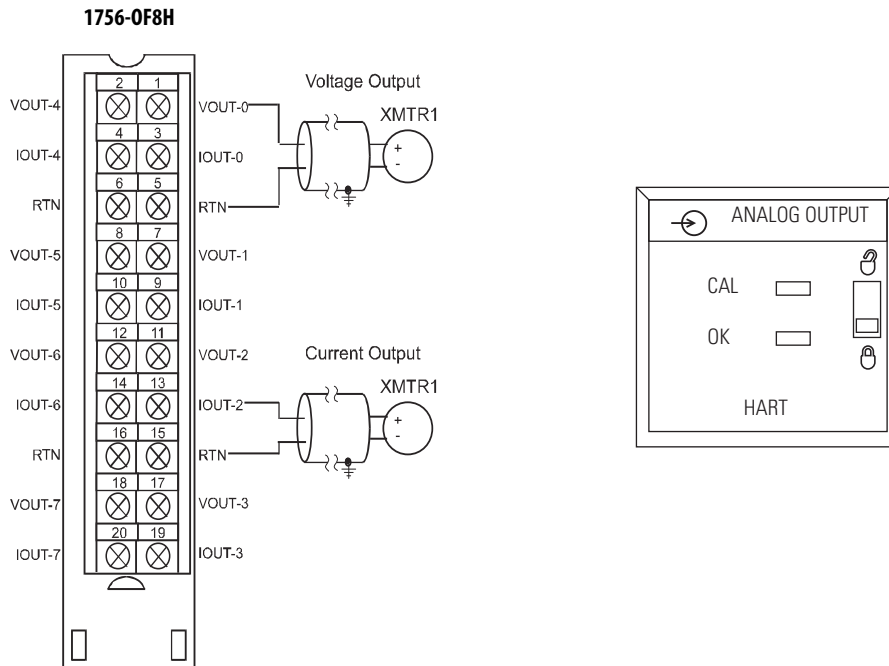 1756-OF8H
2 1
VOUT-4 VOUT-0
4 3
IOUT-4 IOUT-0
6 5
RTN RTN
8 7
VOUT-5 VOUT-1
10 9
IOUT-5 IOUT-1
12 11
VOUT-6 VOUT-2
14 13
IOUT-6 IOUT-2
16 15
RTN RTN
18 17
VOUT-7 VOUT-3
20 19
IOUT-7 IOUT-3
Voltage Output
XMTR1
+
-
Current Output
XMTR1
+
-
ANALOG OUTPUT
CAL
OK
HART